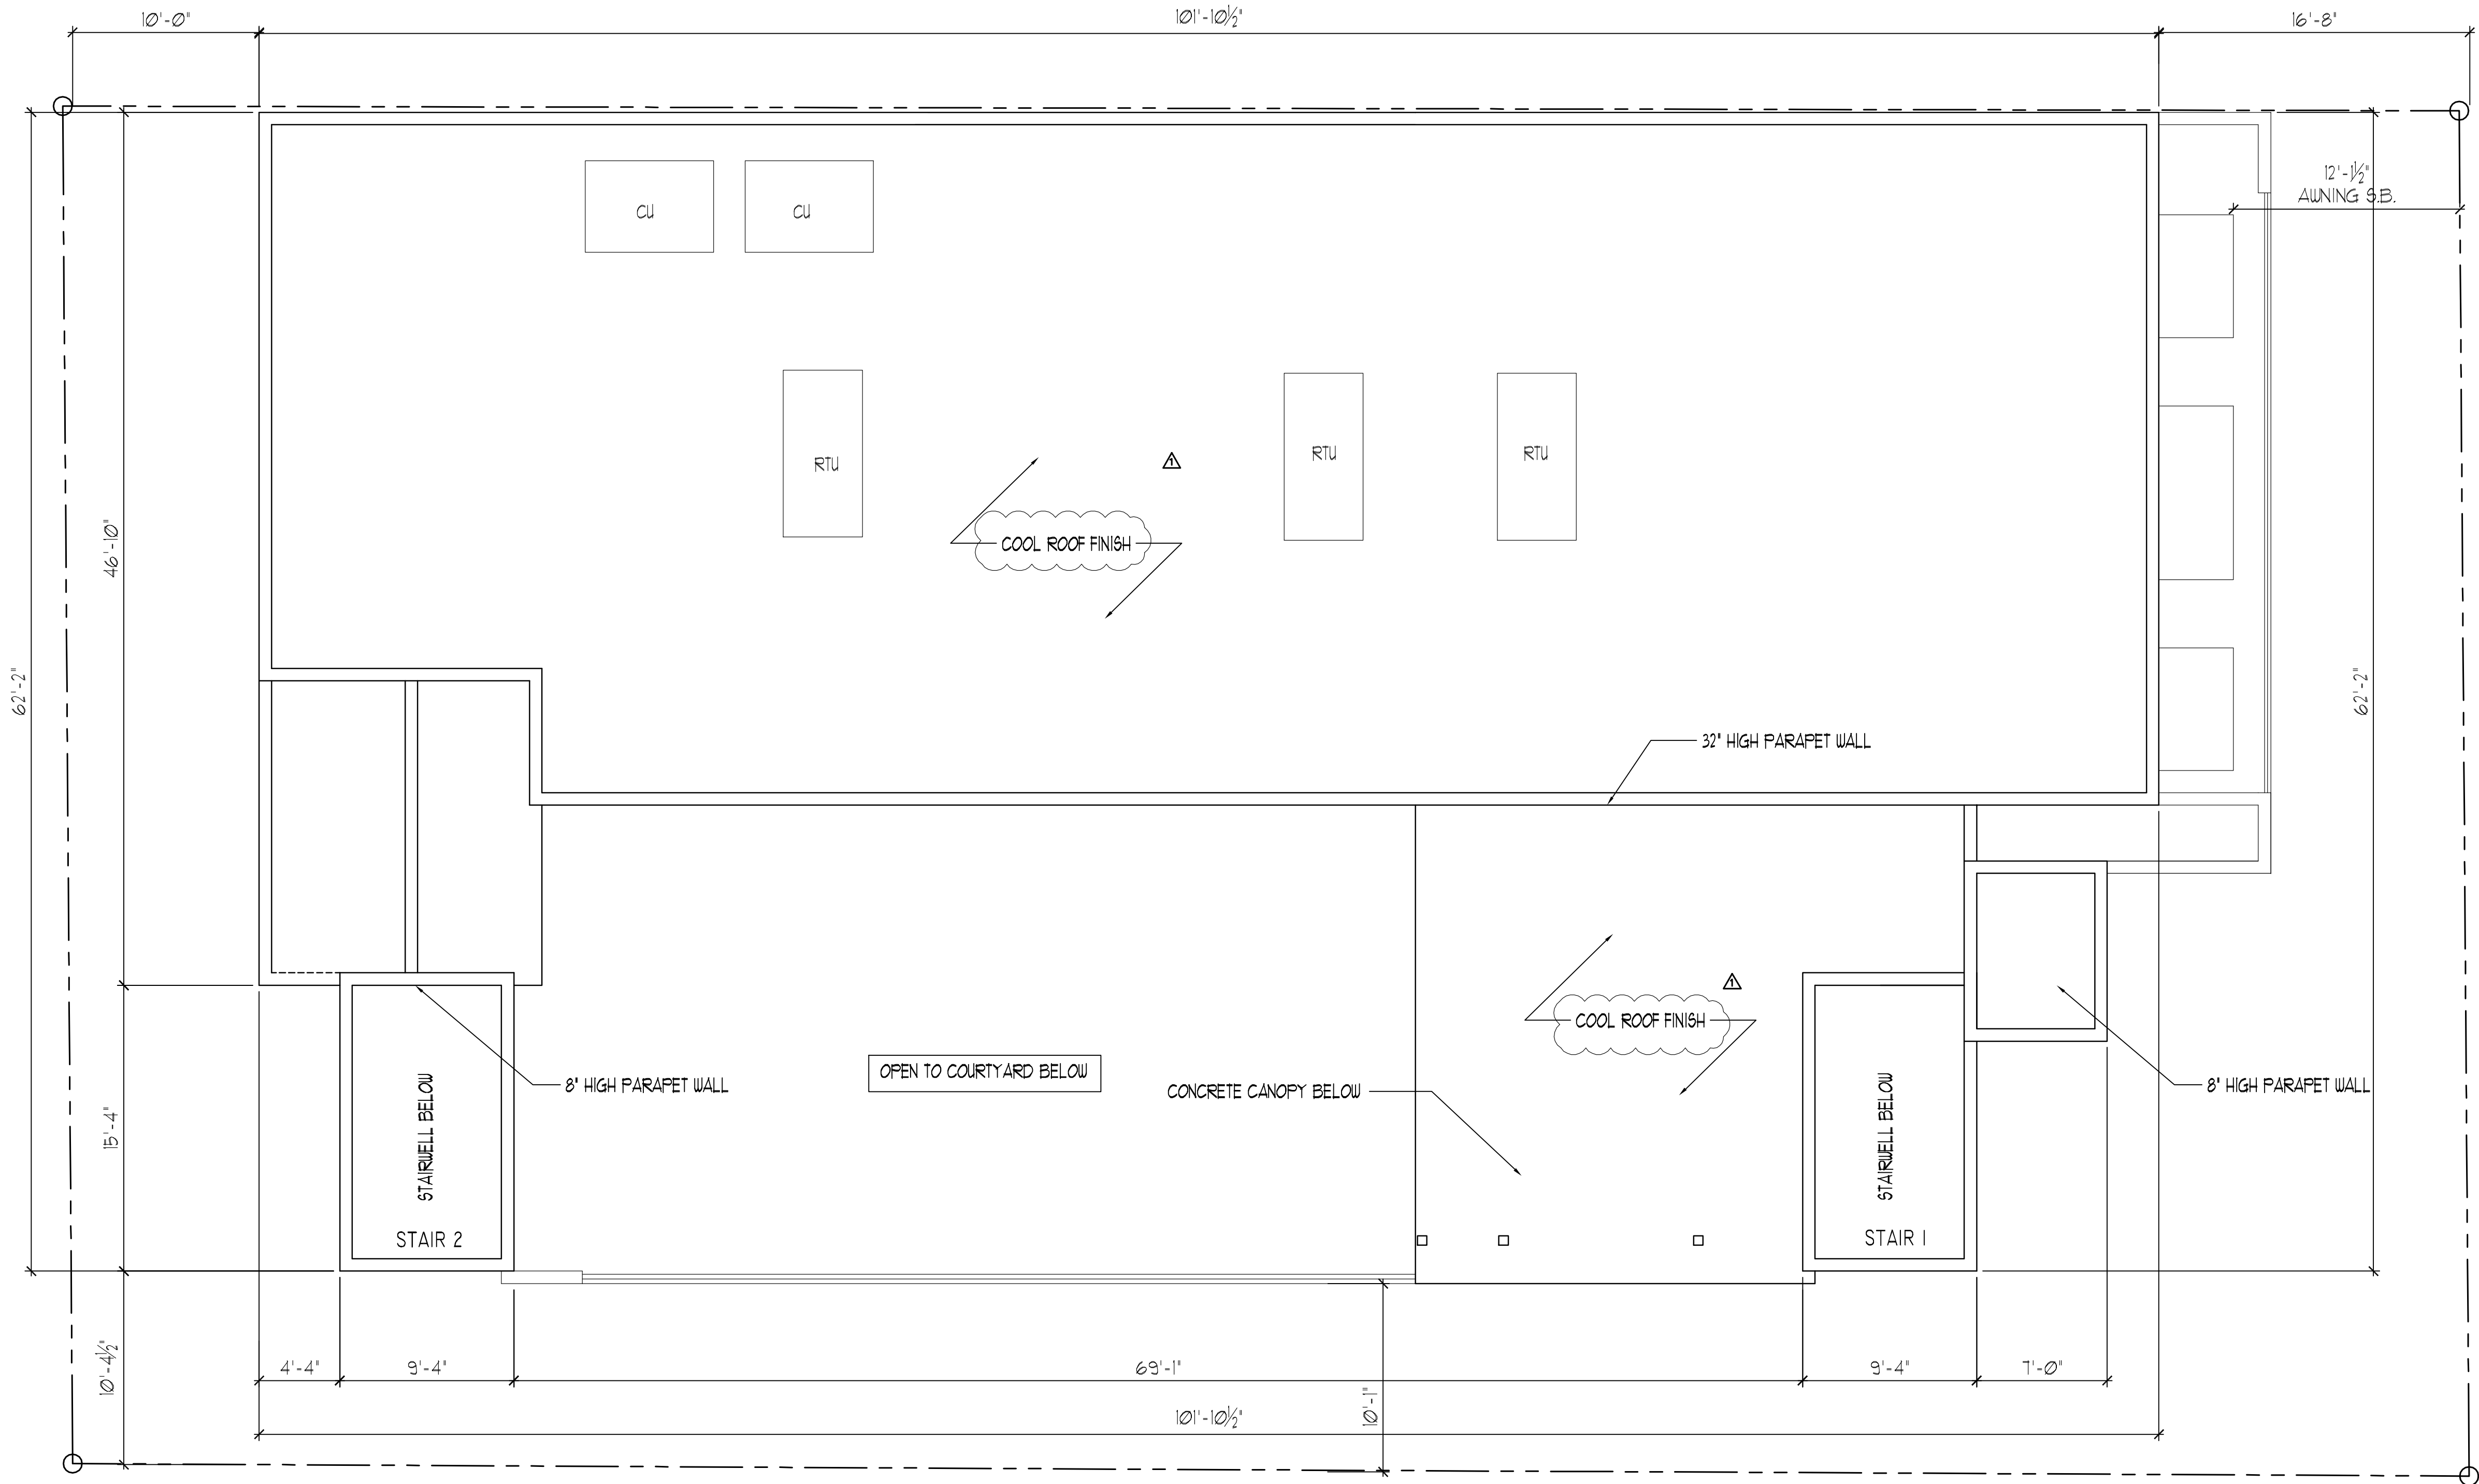 10'-0"
101'-10½"
16'-8"
12'-1½"
AWNING S.B.
CU
CU
RTU
RTU
RTU
1
COOL ROOF FINISH
46'-10"
62'-2"
62'-2"
32" HIGH PARAPET WALL
1
COOL ROOF FINISH
OPEN TO COURTYARD BELOW
8" HIGH PARAPET WALL
CONCRETE CANOPY BELOW
8" HIGH PARAPET WALL
15'-4"
STAIRWELL BELOW
STAIRWELL BELOW
STAIR 2
STAIR 1
10'-4½"
4'-4"
9'-4"
69'-1"
9'-4"
7'-0"
10'-1"
101'-10½"